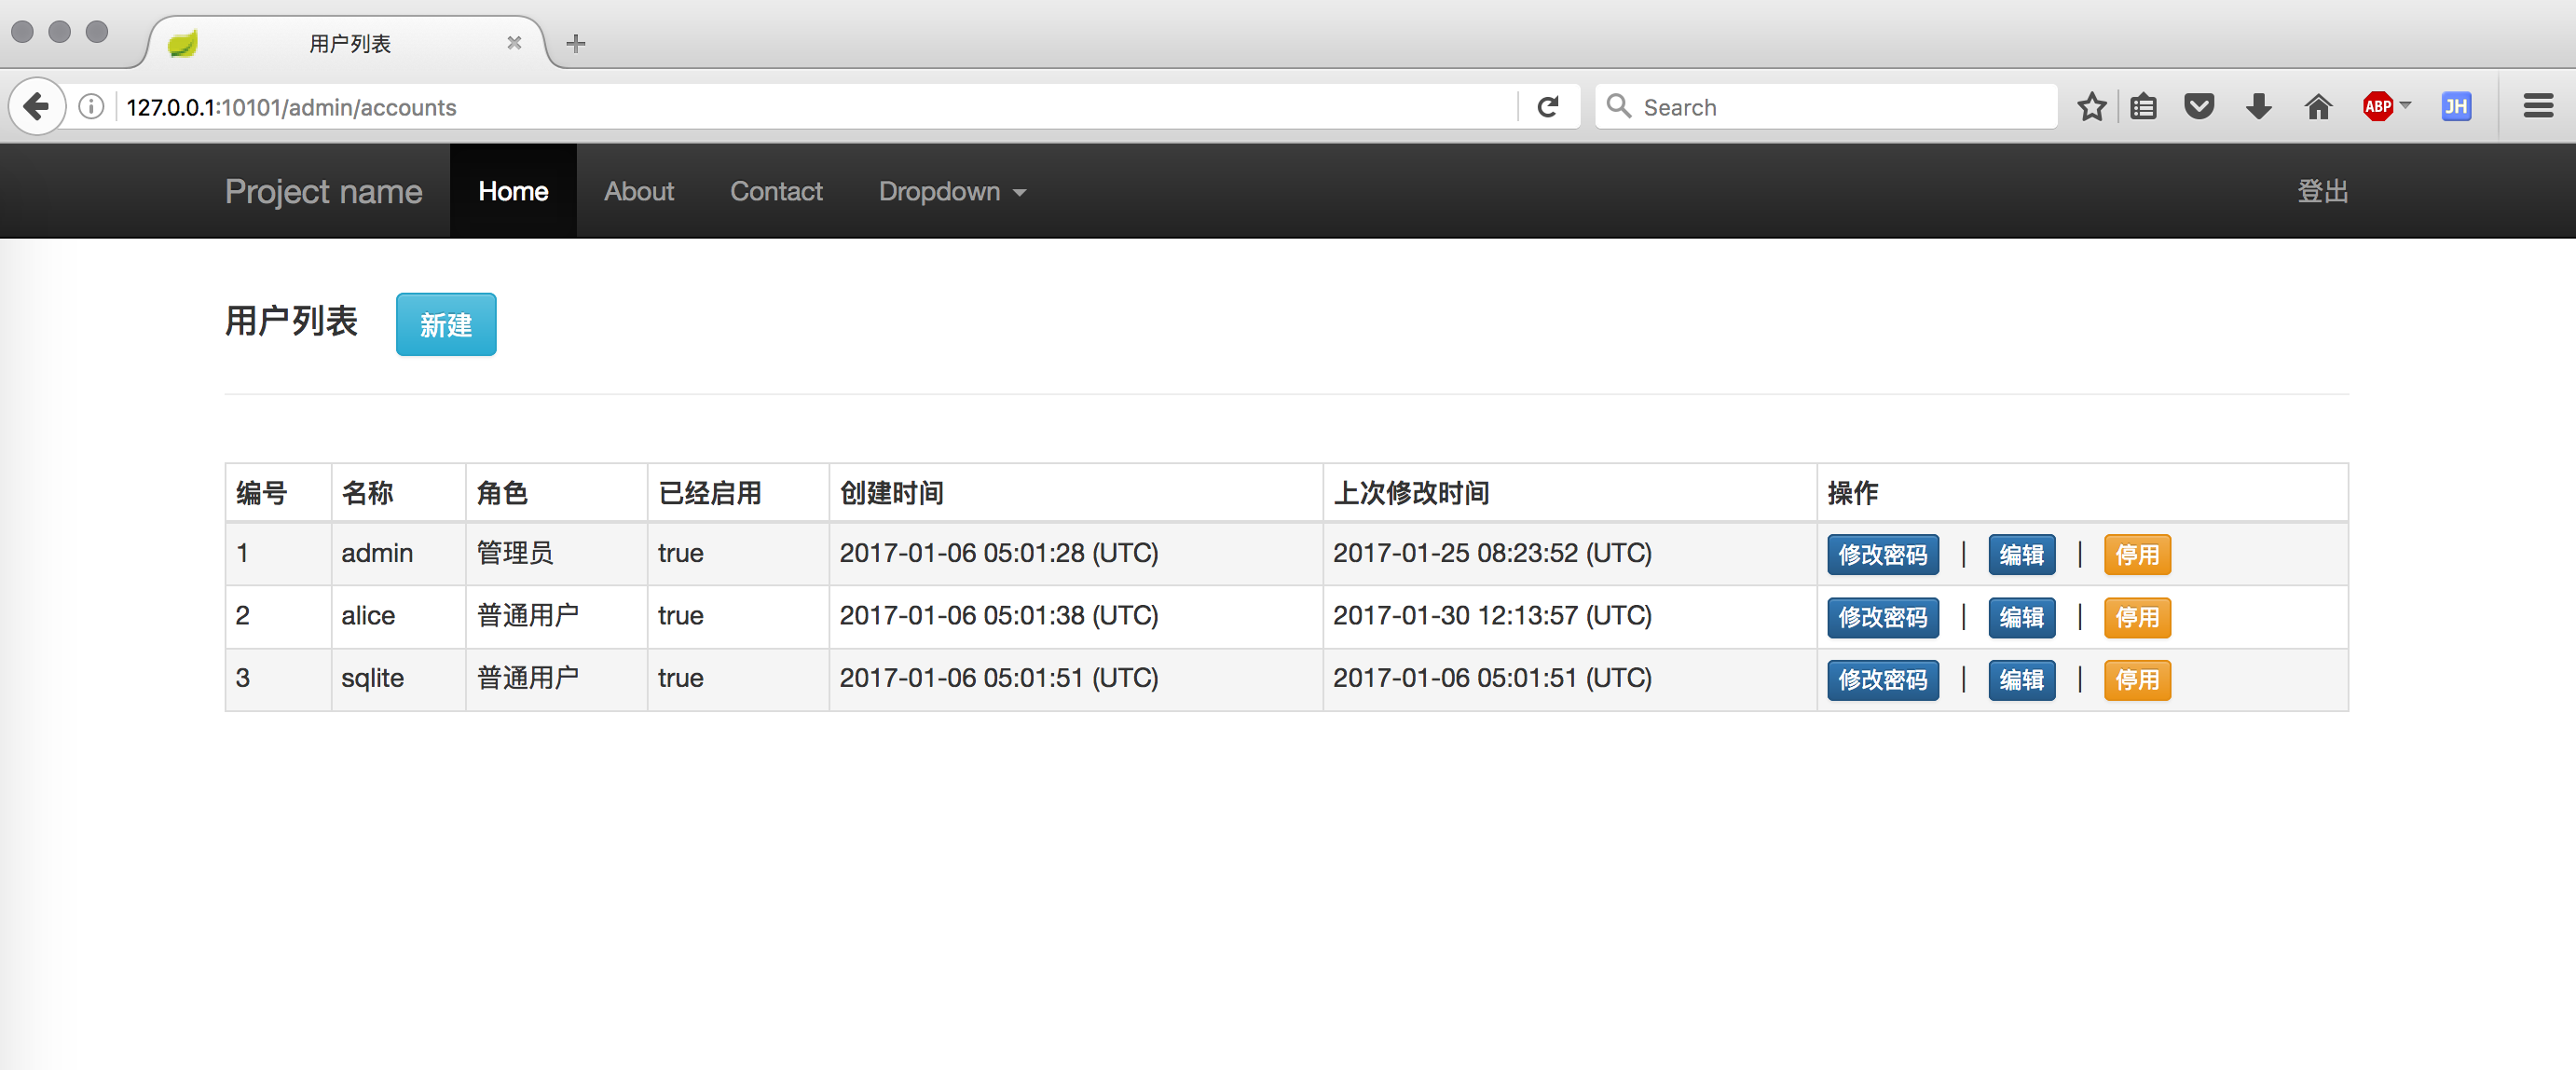 用户列表
127.0.0.1:10101/admin/accounts
Search
ABP
JH
Project name Home About Contact Dropdown 登出
用户列表 新建
编号 名称 角色 已经启用 创建时间 上次修改时间 操作
1 admin 管理员 true 2017-01-06 05:01:28 (UTC) 2017-01-25 08:23:52 (UTC) 修改密码 | 编辑 | 停用
2 alice 普通用户 true 2017-01-06 05:01:38 (UTC) 2017-01-30 12:13:57 (UTC) 修改密码 | 编辑 | 停用
3 sqlite 普通用户 true 2017-01-06 05:01:51 (UTC) 2017-01-06 05:01:51 (UTC) 修改密码 | 编辑 | 停用